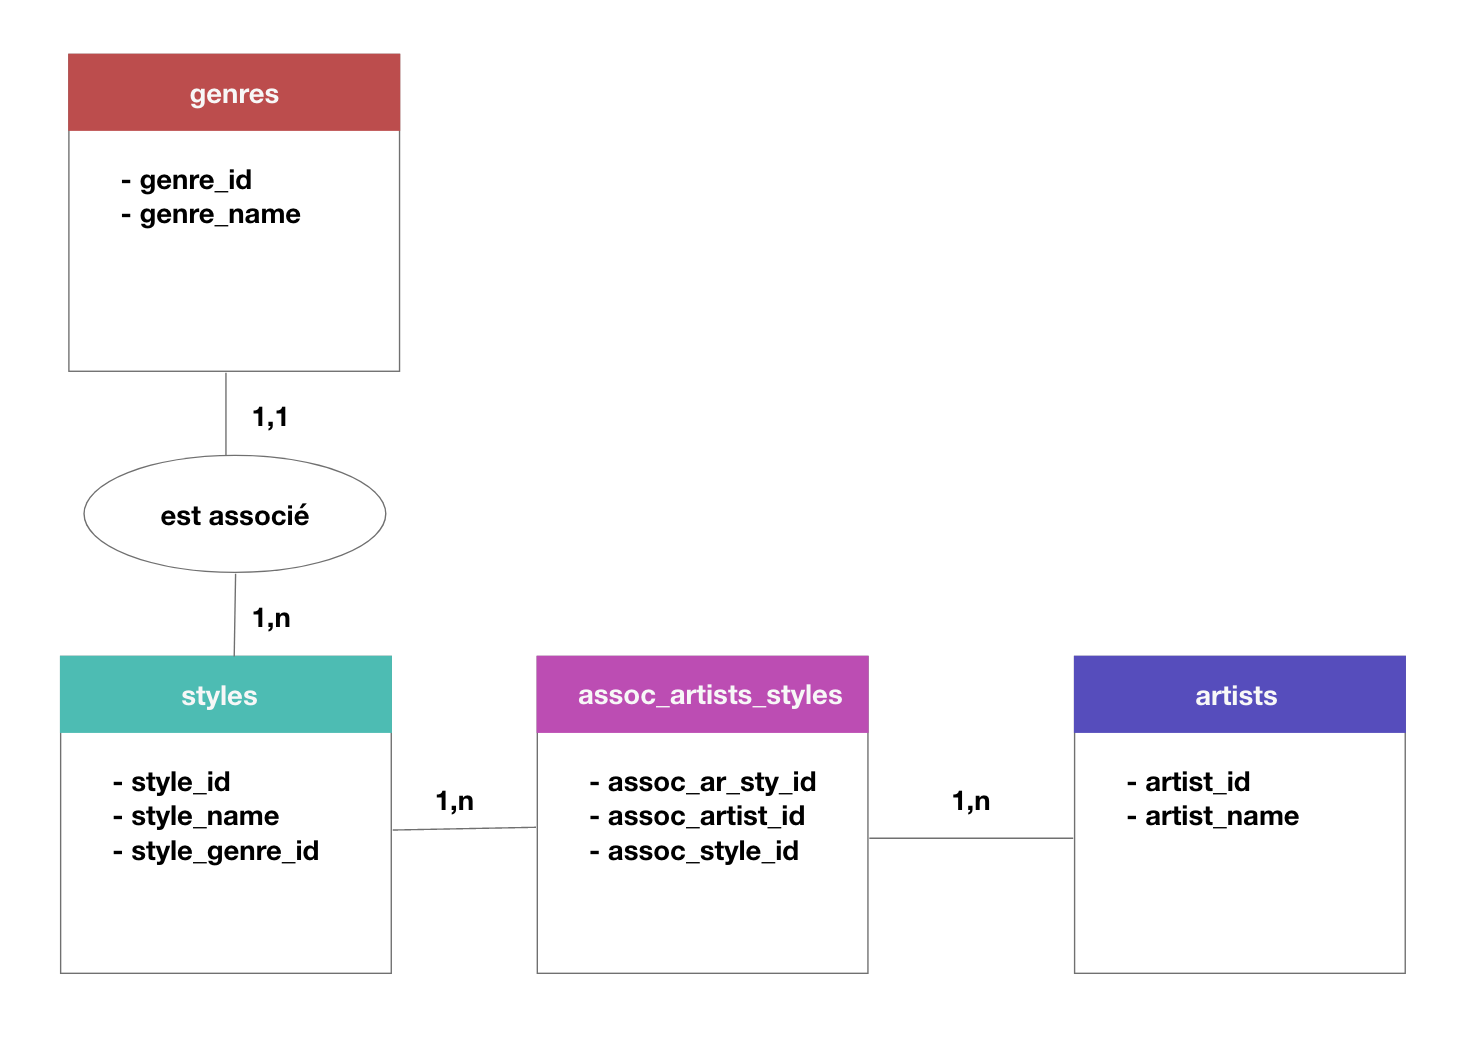 genres
- genre_id
- genre_name
1,1
est associé
1,n
styles
- style_id
- style_name
- style_genre_id
1,n
assoc_artists_styles
- assoc_ar_sty_id
- assoc_artist_id
- assoc_style_id
1,n
artists
- artist_id
- artist_name